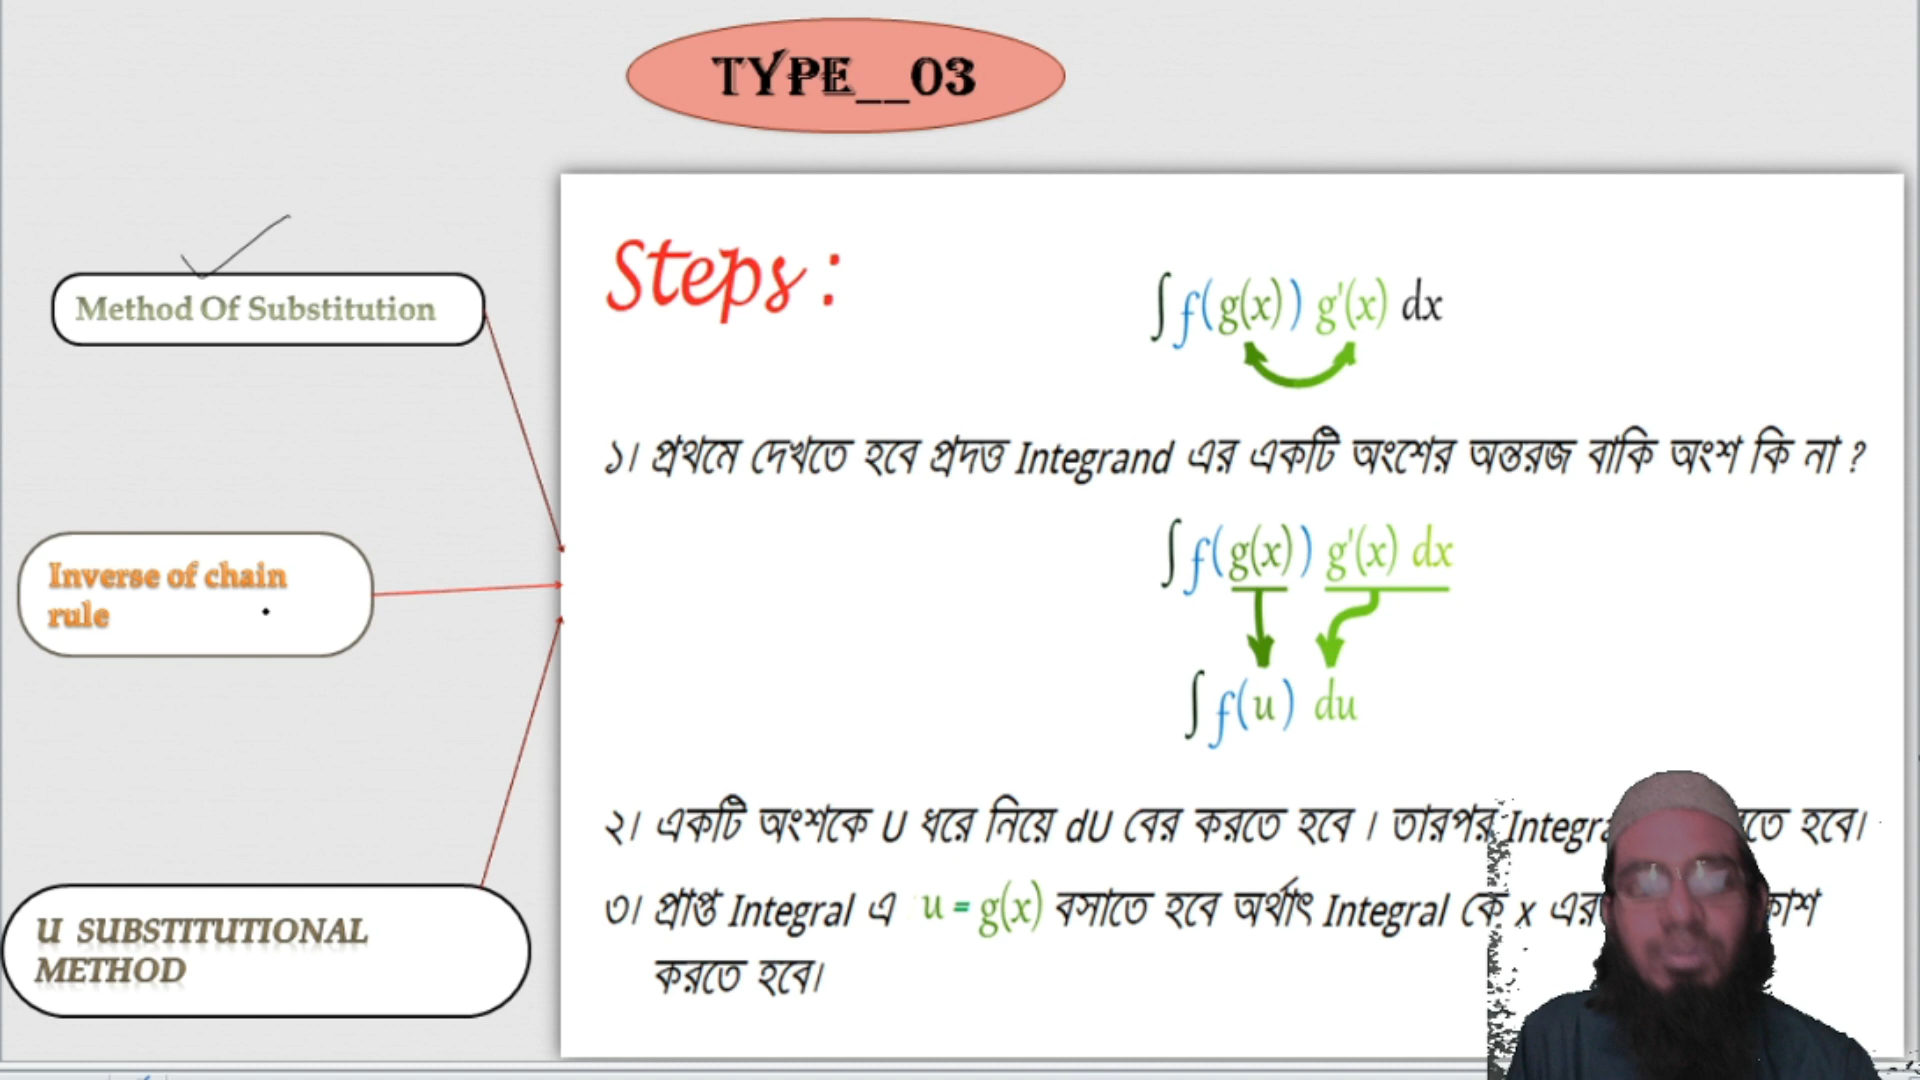 TYPE__03
Method Of Substitution
Inverse of chain
rule
U SUBSTITUTIONAL
METHOD
Steps :
∫ f(g(x)) g'(x) dx
১। প্রথমে দেখতে হবে প্রদত্ত Integrand এর একটি অংশের অন্তরজ বাকি অংশ কি না ?
∫ f(g(x)) g'(x) dx
∫ f(u) du
২। একটি অংশকে U ধরে নিয়ে dU বের করতে হবে । তারপর হবে।
৩। প্রাপ্ত Integral এ u = g(x) বসাতে হবে অর্থাৎ Integral কে x এর
করতে হবে।